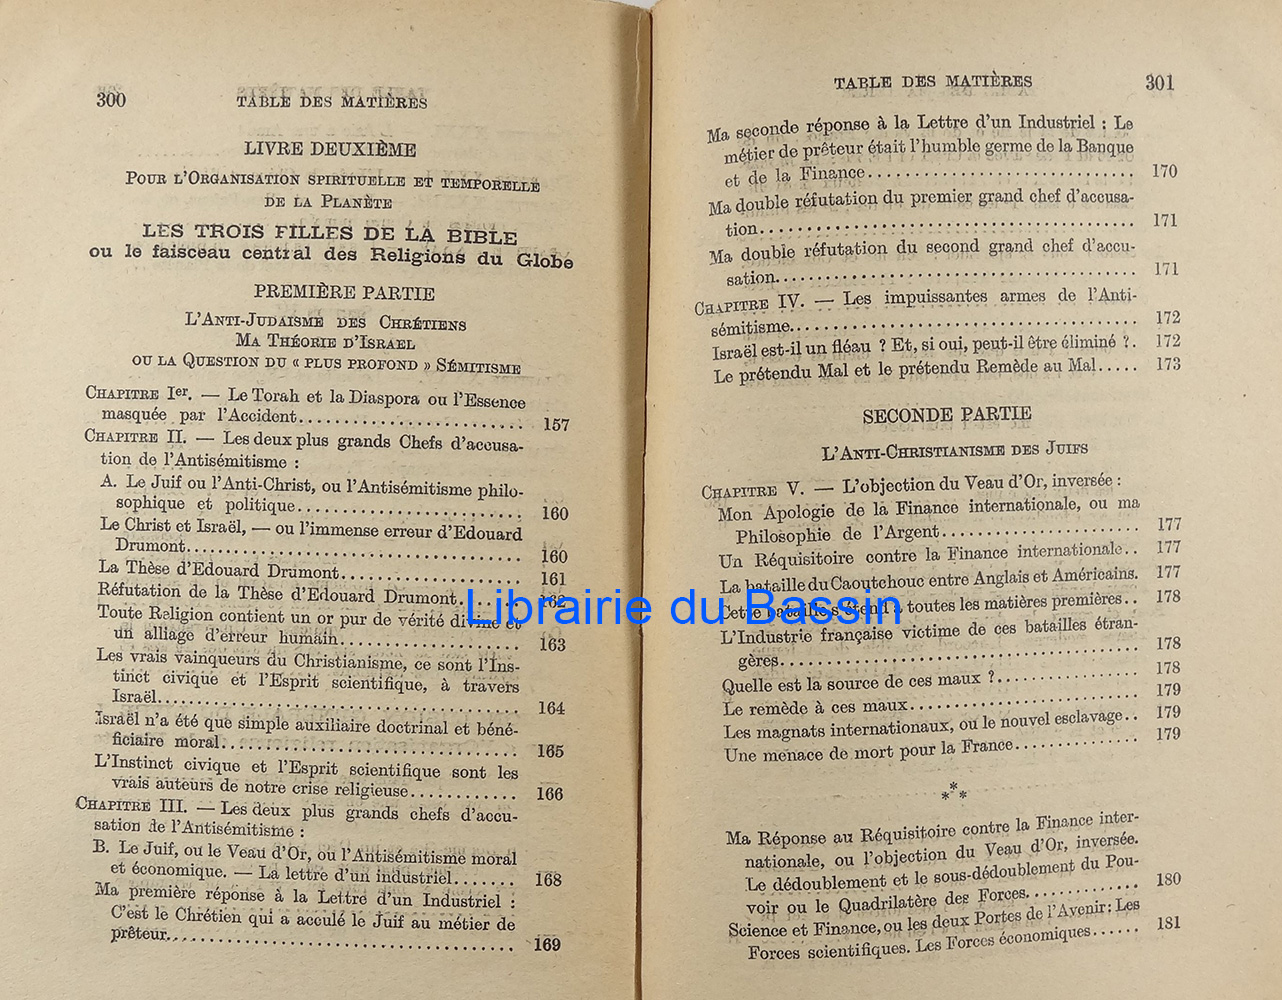 300 TABLE DES MATIÈRES
LIVRE DEUXIÈME
POUR L'ORGANISATION SPIRITUELLE ET TEMPORELLE
DE LA PLANÈTE
LES TROIS FILLES DE LA BIBLE
ou le faisceau central des Religions du Globe
PREMIÈRE PARTIE
L'ANTI-JUDAISME DES CHRÉTIENS
MA THÉORIE D'ISRAEL
OU LA QUESTION DU « PLUS PROFOND » SÉMITISME
CHAPITRE Ier. — Le Torah et la Diaspora ou l'Essence
masquée par l'Accident........................ 157
CHAPITRE II. — Les deux plus grands Chefs d'accusa-
tion de l'Antisémitisme :
A. Le Juif ou l'Anti-Christ, ou l'Antisémitisme philo-
sophique et politique........................ 160
Le Christ et Israël, — ou l'immense erreur d'Edouard
Drumont.................................... 160
La Thèse d'Edouard Drumont................... 161
Réfutation de la Thèse d'Edouard Drumont....... 162
Toute Religion contient un or pur de vérité divine et
un alliage d'erreur humain.................... 163
Les vrais vainqueurs du Christianisme, ce sont l'Ins-
tinct civique et l'Esprit scientifique, à travers
Israël....................................... 164
Israël n'a été que simple auxiliaire doctrinal et béné-
ficiaire moral................................ 165
L'Instinct civique et l'Esprit scientifique sont les
vrais auteurs de notre crise religieuse............ 166
CHAPITRE III. — Les deux plus grands chefs d'accu-
sation de l'Antisémitisme :
B. Le Juif, ou le Veau d'Or, ou l'Antisémitisme moral
et économique. — La lettre d'un industriel....... 168
Ma première réponse à la Lettre d'un Industriel :
C'est le Chrétien qui a acculé le Juif au métier de
prêteur..................................... 169
TABLE DES MATIÈRES 301
Ma seconde réponse à la Lettre d'un Industriel : Le
métier de prêteur était l'humble germe de la Banque
et de la Finance............................. 170
Ma double réfutation du premier grand chef d'accusa-
tion........................................ 171
Ma double réfutation du second grand chef d'accu-
sation....................................... 171
CHAPITRE IV. — Les impuissantes armes de l'Anti-
sémitisme.................................... 172
Israël est-il un fléau ? Et, si oui, peut-il être éliminé ?. 172
Le prétendu Mal et le prétendu Remède au Mal..... 173
SECONDE PARTIE
L'ANTI-CHRISTIANISME DES JUIFS
CHAPITRE V. — L'objection du Veau d'Or, inversée :
Mon Apologie de la Finance internationale, ou ma
Philosophie de l'Argent...................... 177
Un Réquisitoire contre la Finance internationale.. 177
La bataille du Caoutchouc entre Anglais et Américains. 177
Cette bataille s'étend à toutes les matières premières.. 178
L'Industrie française victime de ces batailles étran-
gères....................................... 178
Quelle est la source de ces maux ?................ 178
Le remède à ces maux.......................... 179
Les magnats internationaux, ou le nouvel esclavage.. 179
Une menace de mort pour la France.............. 179
***
Ma Réponse au Réquisitoire contre la Finance inter-
nationale, ou l'objection du Veau d'Or, inversée.
Le dédoublement et le sous-dédoublement du Pou-
voir ou le Quadrilatère des Forces............. 180
Science et Finance, ou les deux Portes de l'Avenir: Les
Forces scientifiques. Les Forces économiques...... 181
Librairie du Bassin